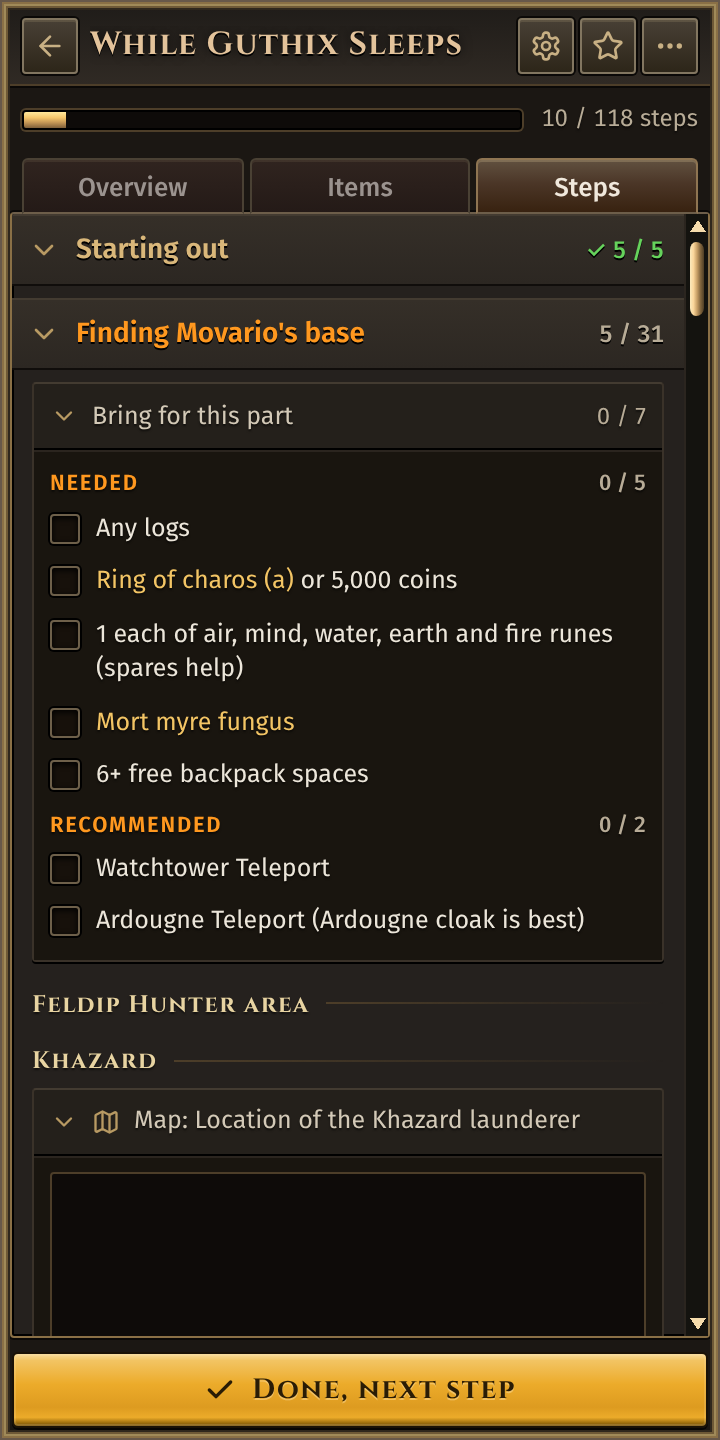 While Guthix Sleeps
10 / 118 steps
Overview
Items
Steps
Starting out
5 / 5
Finding Movario's base
5 / 31
Bring for this part
0 / 7
NEEDED
0 / 5
Any logs
Ring of charos (a) or 5,000 coins
1 each of air, mind, water, earth and fire runes
(spares help)
Mort myre fungus
6+ free backpack spaces
RECOMMENDED
0 / 2
Watchtower Teleport
Ardougne Teleport (Ardougne cloak is best)
Feldip Hunter area
Khazard
Map: Location of the Khazard launderer
Done, next step